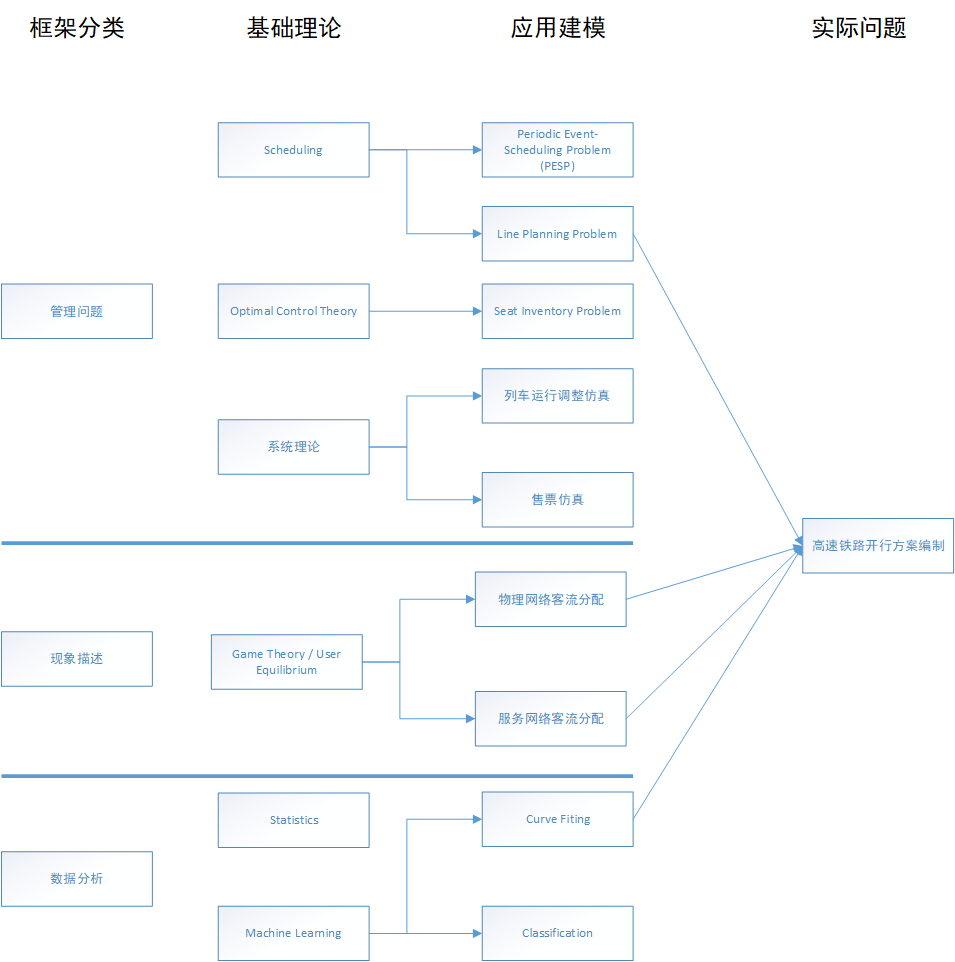 框架分类
基础理论
应用建模
实际问题
Scheduling
Periodic Event-
Scheduling Problem
(PESP)
Line Planning Problem
管理问题
Optimal Control Theory
Seat Inventory Problem
列车运行调整仿真
系统理论
售票仿真
高速铁路开行方案编制
物理网络客流分配
现象描述
Game Theory / User
Equilibrium
服务网络客流分配
Statistics
Curve Fiting
数据分析
Machine Learning
Classification